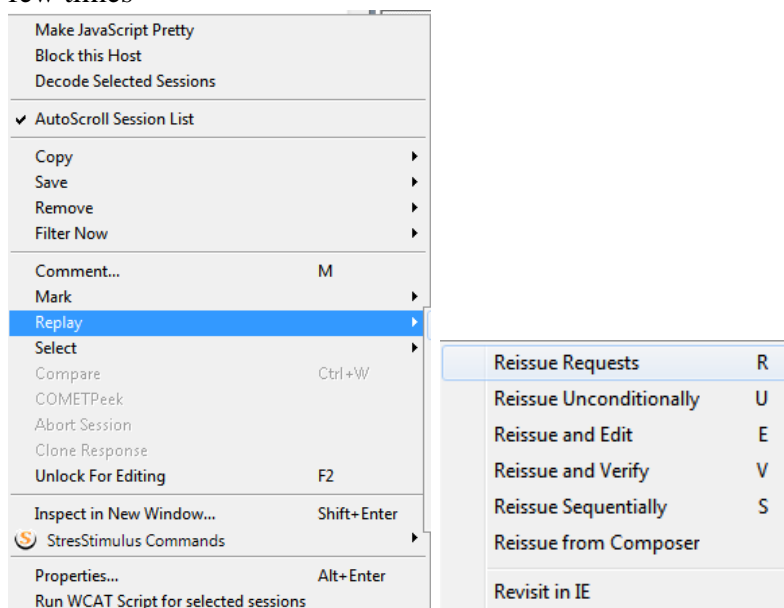 few times
Make JavaScript Pretty
Block this Host
Decode Selected Sessions
AutoScroll Session List
Copy
Save
Remove
Filter Now
Comment... M
Mark
Replay
Select
Compare Ctrl+W
COMETPeek
Abort Session
Clone Response
Unlock For Editing F2
Inspect in New Window... Shift+Enter
S StresStimulus Commands
Properties... Alt+Enter
Run WCAT Script for selected sessions
Reissue Requests R
Reissue Unconditionally U
Reissue and Edit E
Reissue and Verify V
Reissue Sequentially S
Reissue from Composer
Revisit in IE